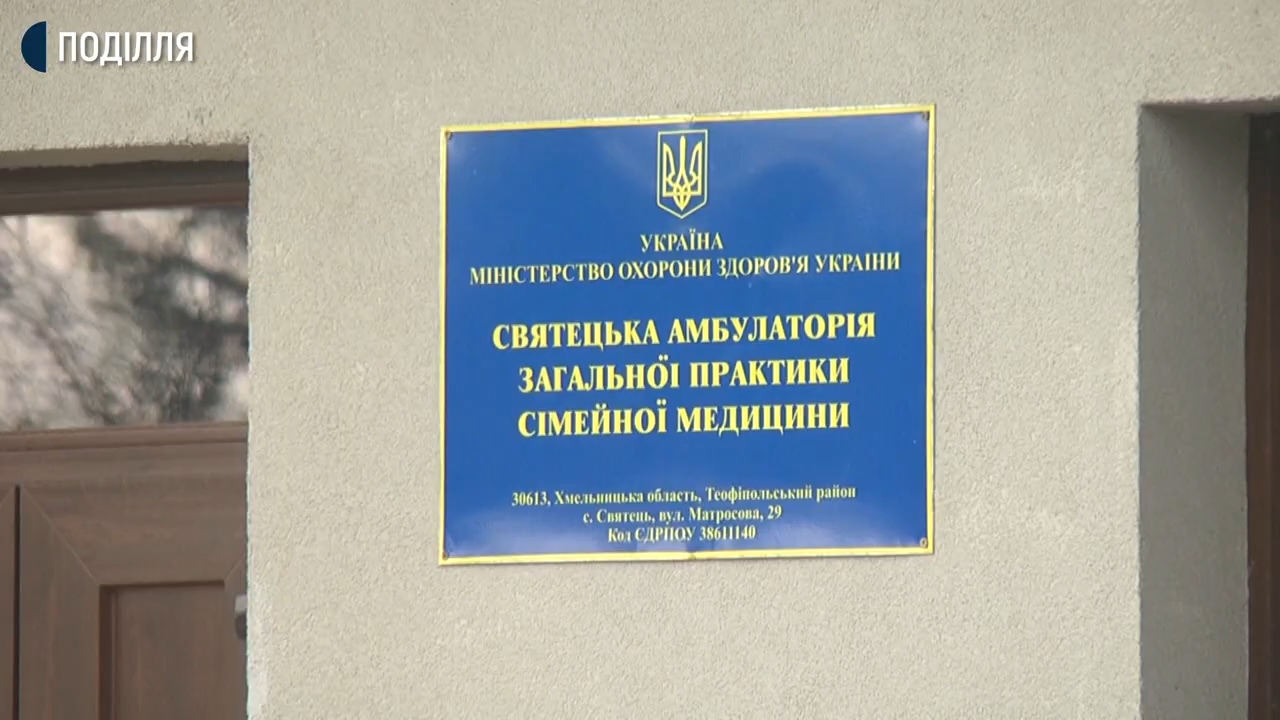 ПОДІЛЛЯ
УКРАЇНА
МІНІСТЕРСТВО ОХОРОНИ ЗДОРОВ'Я УКРАЇНИ
СВЯТЕЦЬКА АМБУЛАТОРІЯ
ЗАГАЛЬНОЇ ПРАКТИКИ
СІМЕЙНОЇ МЕДИЦИНИ
30613, Хмельницька область, Теофіпольський район
с. Святець, вул. Матросова, 29
Код ЄДРПОУ 38611140